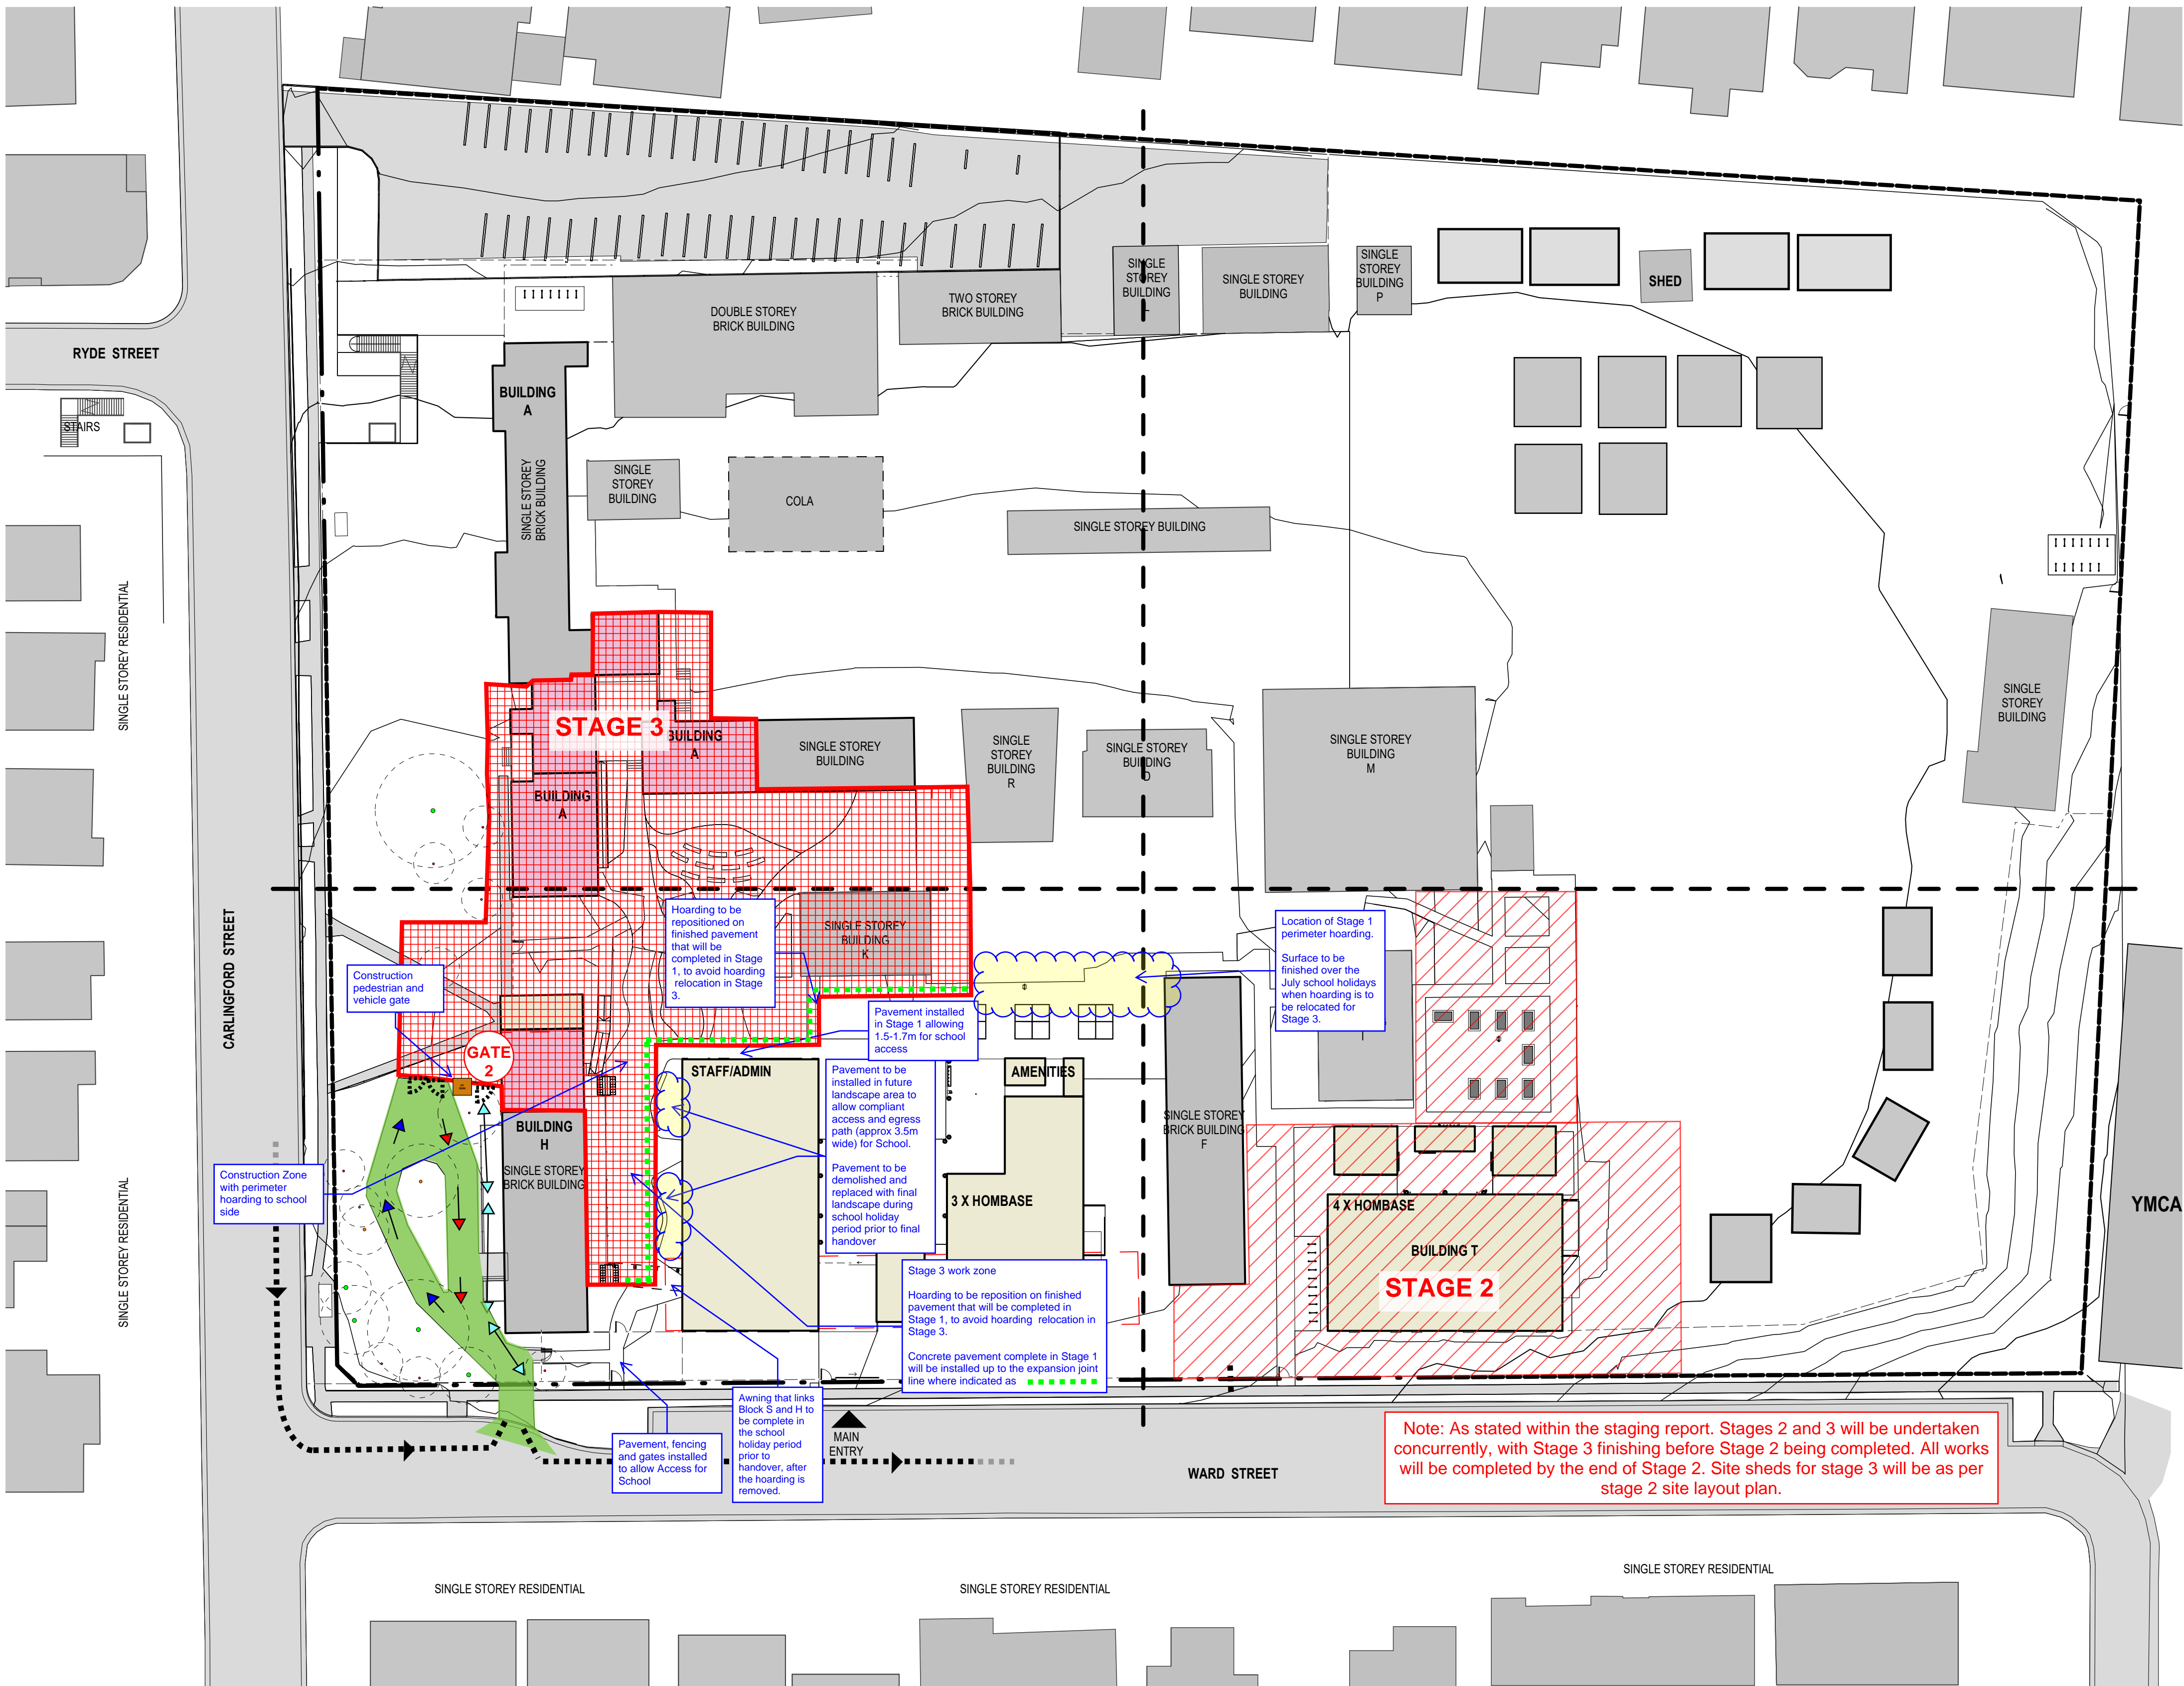 RYDE STREET
STAIRS
SINGLE STOREY RESIDENTIAL
CARLINGFORD STREET
SINGLE STOREY RESIDENTIAL
DOUBLE STOREY
BRICK BUILDING
TWO STOREY
BRICK BUILDING
SINGLE
STOREY
BUILDING
L
SINGLE STOREY
BUILDING
SINGLE
STOREY
BUILDING
P
SHED
BUILDING
A
SINGLE STOREY
BRICK BUILDING
SINGLE
STOREY
BUILDING
COLA
SINGLE STOREY BUILDING
STAGE 3
BUILDING
A
BUILDING
A
SINGLE STOREY
BUILDING
SINGLE
STOREY
BUILDING
R
SINGLE STOREY
BUILDING
O
SINGLE STOREY
BUILDING
M
SINGLE
STOREY
BUILDING
Hoarding to be
repositioned on
finished pavement
that will be
completed in Stage
1, to avoid hoarding
relocation in Stage
3.
SINGLE STOREY
BUILDING
K
Location of Stage 1
perimeter hoarding.
Surface to be
finished over the
July school holidays
when hoarding is to
be relocated for
Stage 3.
I
Construction
pedestrian and
vehicle gate
GATE
2
Pavement installed
in Stage 1 allowing
1.5-1.7m for school
access
STAFF/ADMIN
Pavement to be
installed in future
landscape area to
allow compliant
access and egress
path (approx 3.5m
wide) for School.
Pavement to be
demolished and
replaced with final
landscape during
school holiday
period prior to final
handover
AMENITIES
3 X HOMBASE
SINGLE STOREY
BRICK BUILDING
F
BUILDING
H
SINGLE STOREY
BRICK BUILDING
Construction Zone
with perimeter
hoarding to school
side
4 X HOMBASE
BUILDING T
STAGE 2
YMCA
Stage 3 work zone
Hoarding to be reposition on finished
pavement that will be completed in
Stage 1, to avoid hoarding relocation in
Stage 3.
Concrete pavement complete in Stage 1
will be installed up to the expansion joint
line where indicated as
Awning that links
Block S and H to
be complete in
the school
holiday period
prior to
handover, after
the hoarding is
removed.
Pavement, fencing
and gates installed
to allow Access for
School
MAIN
ENTRY
WARD STREET
Note: As stated within the staging report. Stages 2 and 3 will be undertaken
concurrently, with Stage 3 finishing before Stage 2 being completed. All works
will be completed by the end of Stage 2. Site sheds for stage 3 will be as per
stage 2 site layout plan.
SINGLE STOREY RESIDENTIAL
SINGLE STOREY RESIDENTIAL
SINGLE STOREY RESIDENTIAL